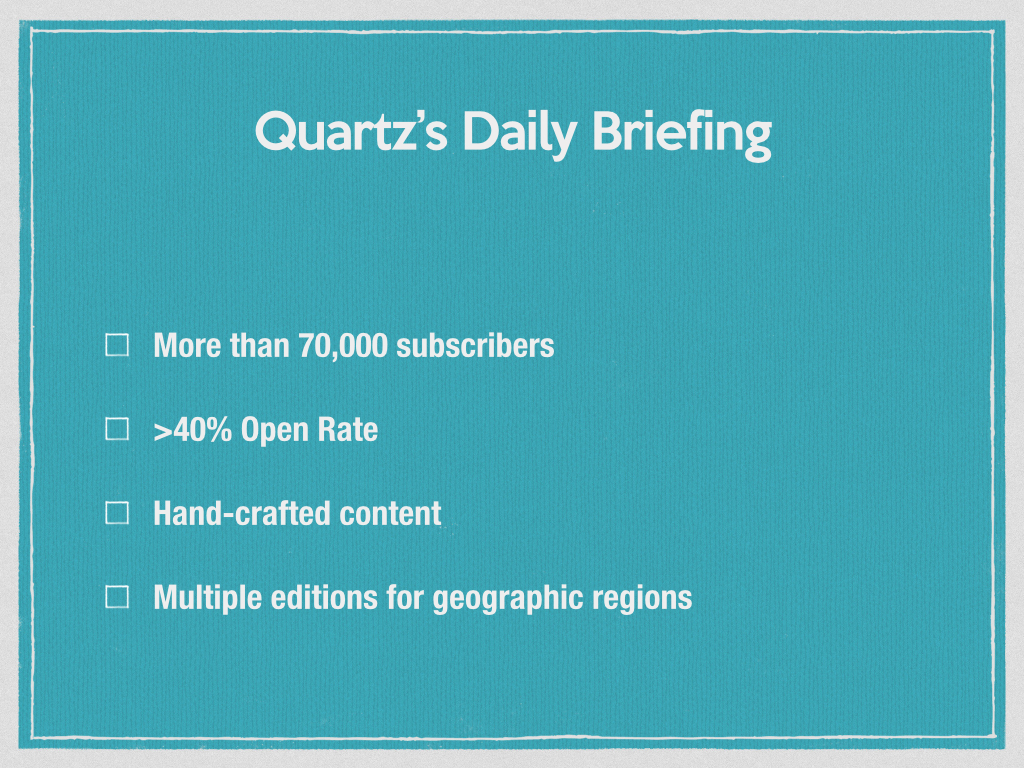 Quartz’s Daily Briefing
More than 70,000 subscribers
>40% Open Rate
Hand-crafted content
Multiple editions for geographic regions